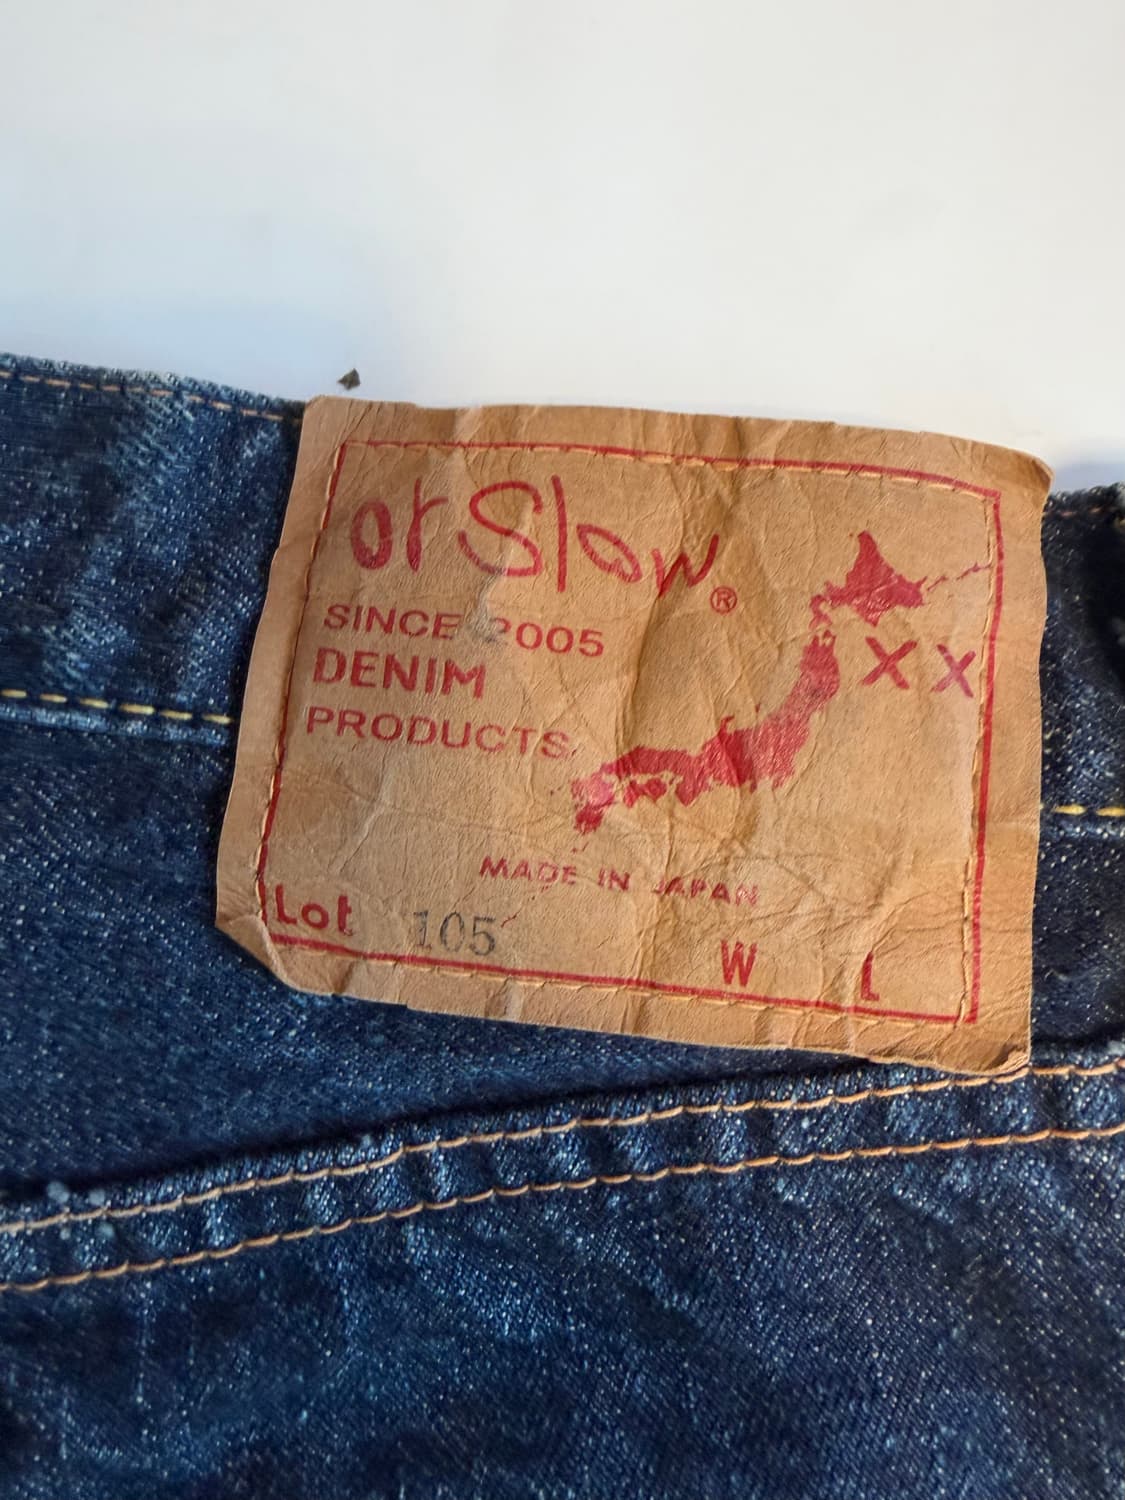 orSlow®
SINCE 2005
DENIM
PRODUCTS
XX
MADE IN JAPAN
Lot 105 W L